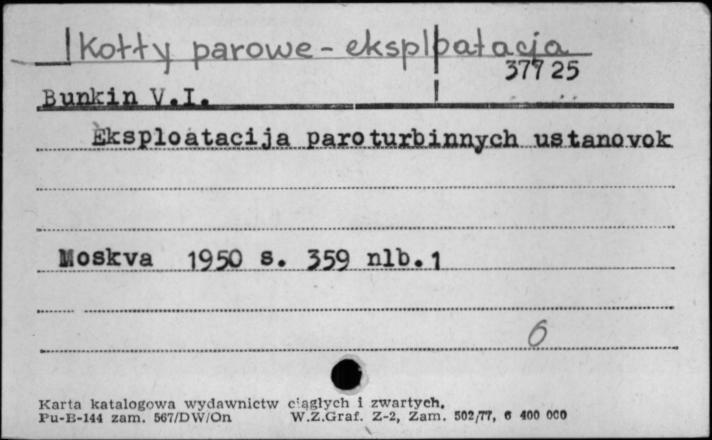 Kotły parowe - eksploatacja
37725
Bunkin V.I.
Eksploatacija paroturbinnych ustanovok
Moskva 1950 s. 359 nlb.1
6
Karta katalogowa wydawnictw ciągłych i zwartych.
Pu-B-144 zam. 567/DW/On W.Z.Graf. Z-2, Zam. 502/77, 6 400 000